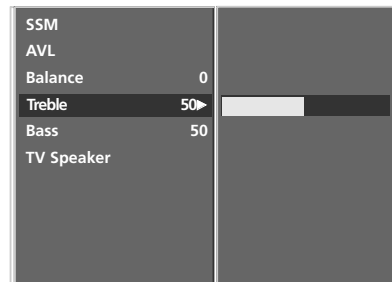 SSM
AVL
Balance 0
Treble 50▶
Bass 50
TV Speaker